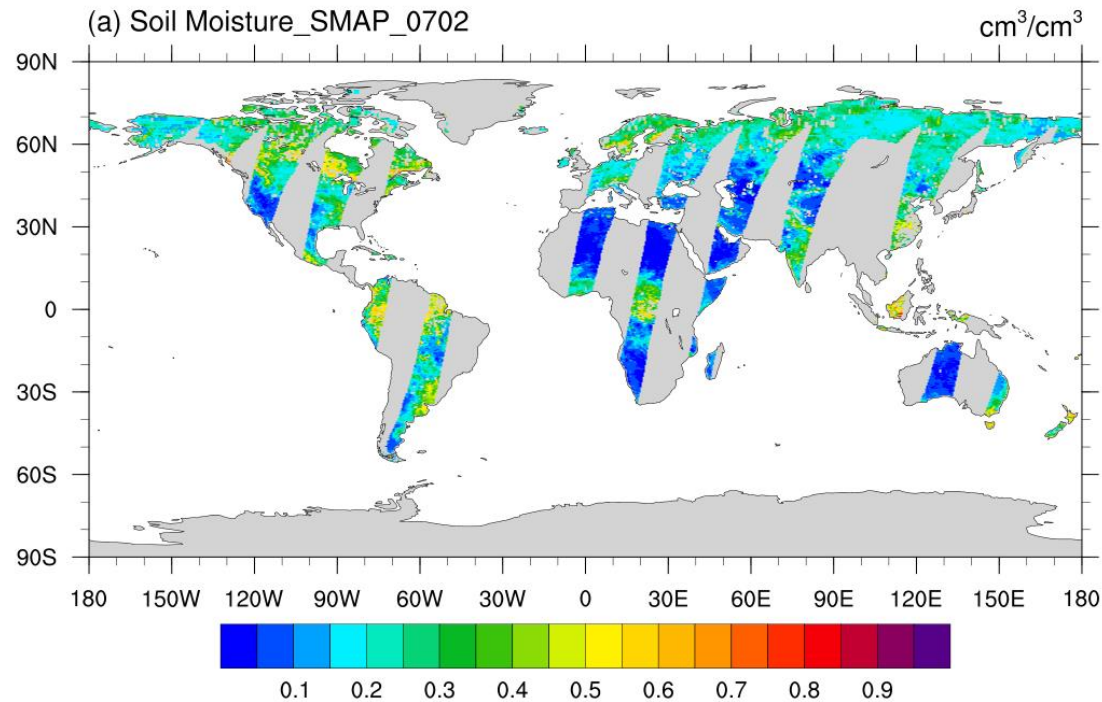 (a) Soil Moisture_SMAP_0702 cm³/cm³
90N
60N
30N
0
30S
60S
90S
180 150W 120W 90W 60W 30W 0 30E 60E 90E 120E 150E 180
0.1 0.2 0.3 0.4 0.5 0.6 0.7 0.8 0.9